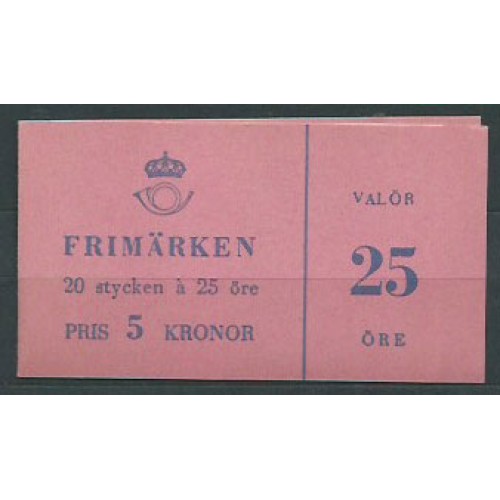 FRIMÄRKEN
20 stycken à 25 öre
PRIS 5 KRONOR
VALÖR
25
ÖRE